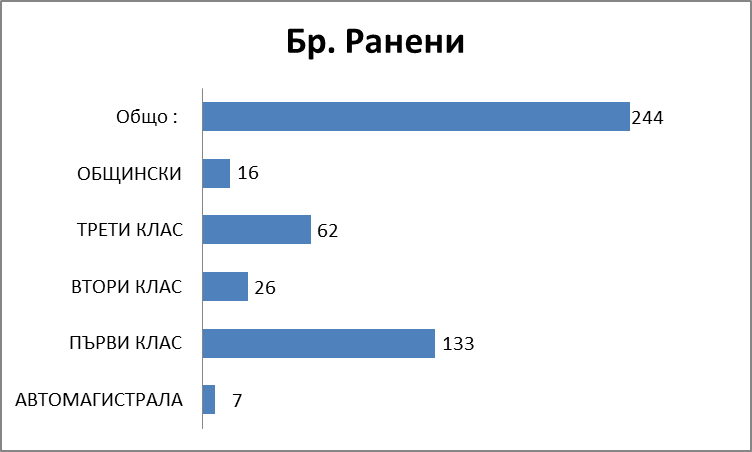 Бр. Ранени
Общо : 244
ОБЩИНСКИ 16
ТРЕТИ КЛАС 62
ВТОРИ КЛАС 26
ПЪРВИ КЛАС 133
АВТОМАГИСТРАЛА 7